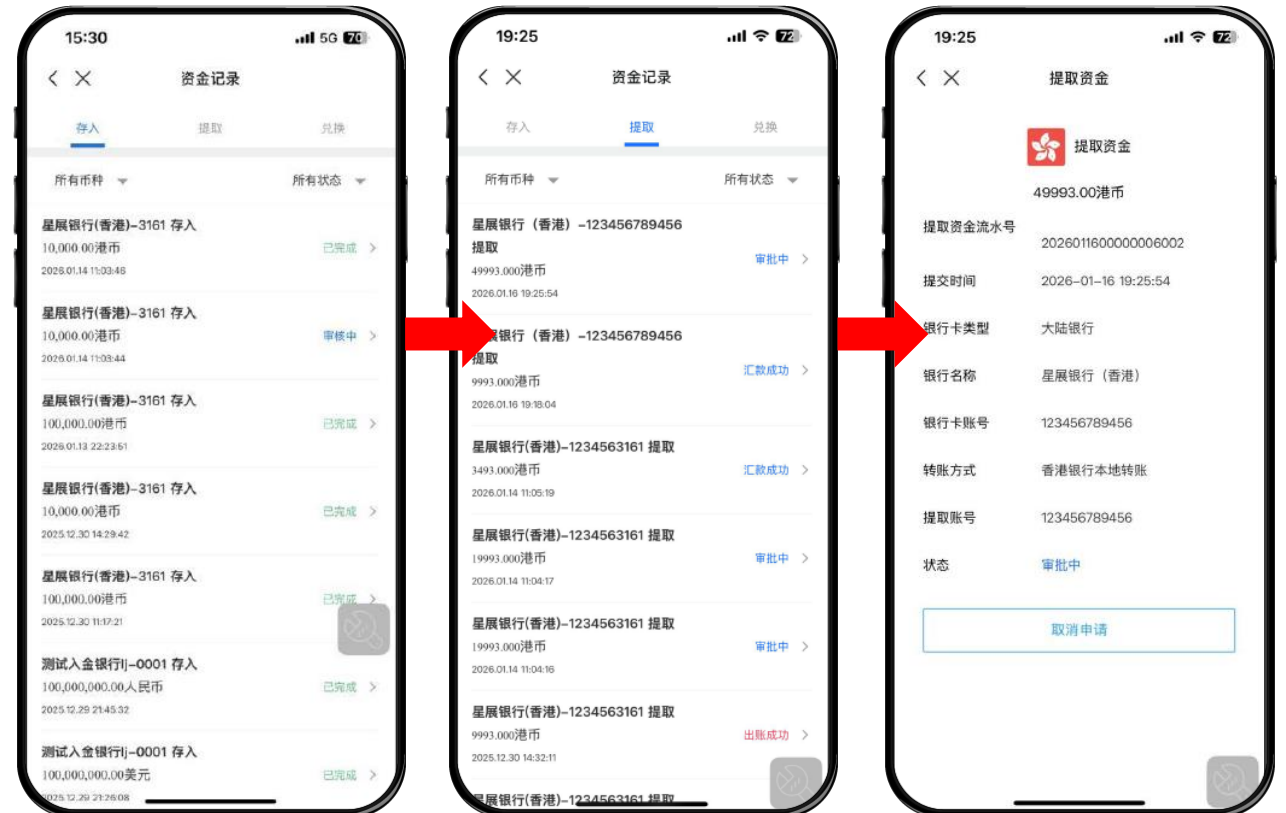 15:30
5G 70
资金记录
存入
提取
兑换
所有币种
所有状态
星展银行(香港)-3161 存入
10,000.00港币
已完成
2026.01.14 11:03:46
星展银行(香港)-3161 存入
10,000.00港币
审核中
2026.01.14 11:03:44
星展银行(香港)-3161 存入
100,000.00港币
已完成
2026.01.13 22:23:51
星展银行(香港)-3161 存入
10,000.00港币
已完成
2025.12.30 14:29:42
星展银行(香港)-3161 存入
100,000.00港币
已完成
2025.12.30 11:17:21
测试入金银行lj-0001 存入
100,000,000.00人民币
已完成
2025.12.29 21:45:32
测试入金银行lj-0001 存入
100,000,000.00美元
已完成
2025.12.29 21:26:08
19:25
72
资金记录
存入
提取
兑换
所有币种
所有状态
星展银行（香港）-123456789456
提取
49993.000港币
审批中
2026.01.16 19:25:54
银行（香港）-123456789456
提取
9993.000港币
汇款成功
2026.01.16 19:18:04
星展银行(香港)-1234563161 提取
3493.000港币
汇款成功
2026.01.14 11:05:19
星展银行(香港)-1234563161 提取
19993.000港币
审批中
2026.01.14 11:04:17
星展银行(香港)-1234563161 提取
19993.000港币
审批中
2026.01.14 11:04:16
星展银行(香港)-1234563161 提取
9993.000港币
出账成功
2025.12.30 14:32:11
星展银行(香港)-1234563161 提取
19:25
72
提取资金
提取资金
49993.00港币
提取资金流水号
2026011600000006002
提交时间
2026-01-16 19:25:54
银行卡类型
大陆银行
银行名称
星展银行（香港）
银行卡账号
123456789456
转账方式
香港银行本地转账
提取账号
123456789456
状态
审批中
取消申请